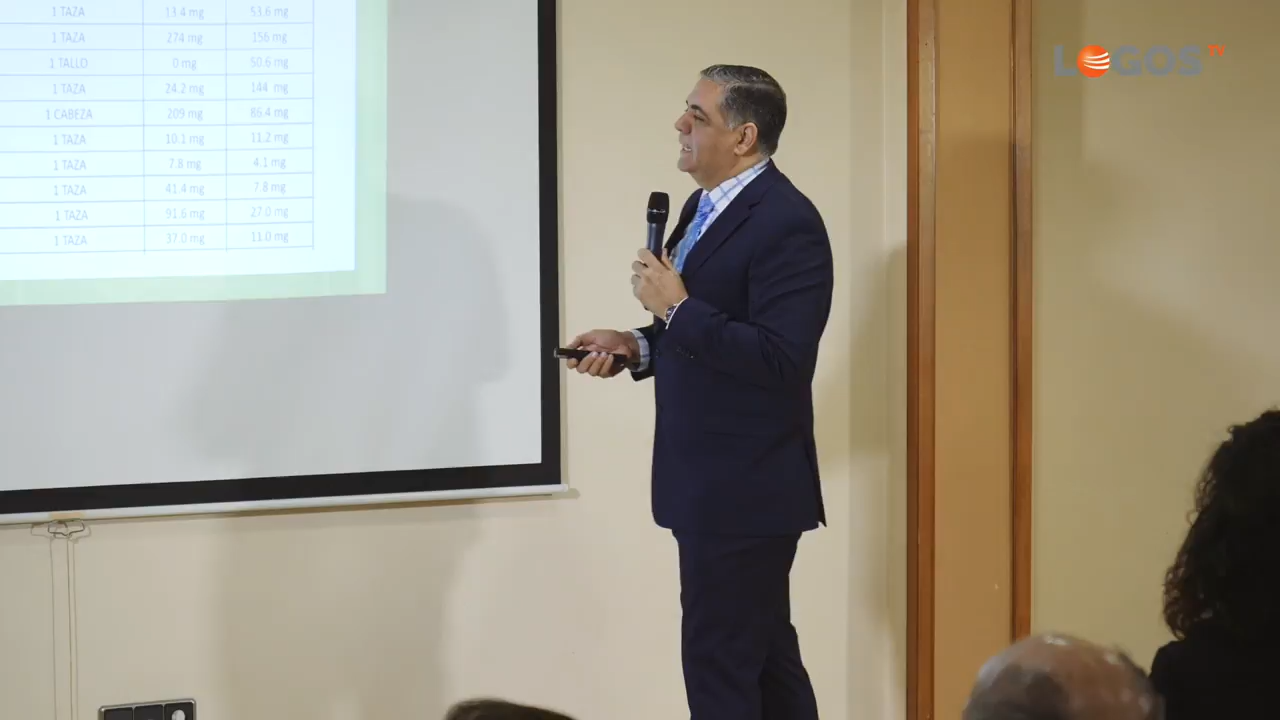 LOGOS TV
1 TAZA 13.4 mg 53.6 mg
1 TAZA 274 mg 156 mg
1 TALLO 0 mg 50.6 mg
1 TAZA 24.2 mg 144 mg
1 CABEZA 209 mg 86.4 mg
1 TAZA 10.1 mg 11.2 mg
1 TAZA 7.8 mg 4.1 mg
1 TAZA 41.4 mg 7.8 mg
1 TAZA 91.6 mg 27.0 mg
1 TAZA 37.0 mg 11.0 mg